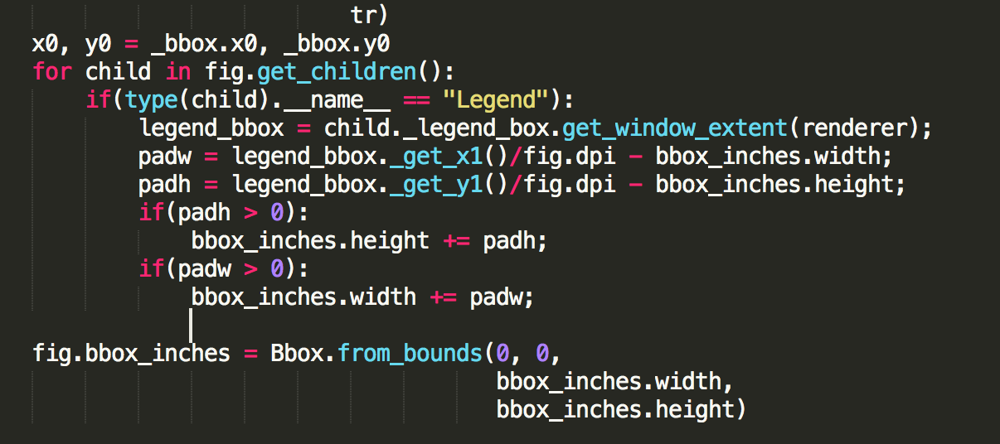 tr)
x0, y0 = _bbox.x0, _bbox.y0
for child in fig.get_children():
if(type(child).__name__ == "Legend"):
legend_bbox = child._legend_box.get_window_extent(renderer);
padw = legend_bbox._get_x1()/fig.dpi - bbox_inches.width;
padh = legend_bbox._get_y1()/fig.dpi - bbox_inches.height;
if(padh > 0):
bbox_inches.height += padh;
if(padw > 0):
bbox_inches.width += padw;
fig.bbox_inches = Bbox.from_bounds(0, 0,
bbox_inches.width,
bbox_inches.height)